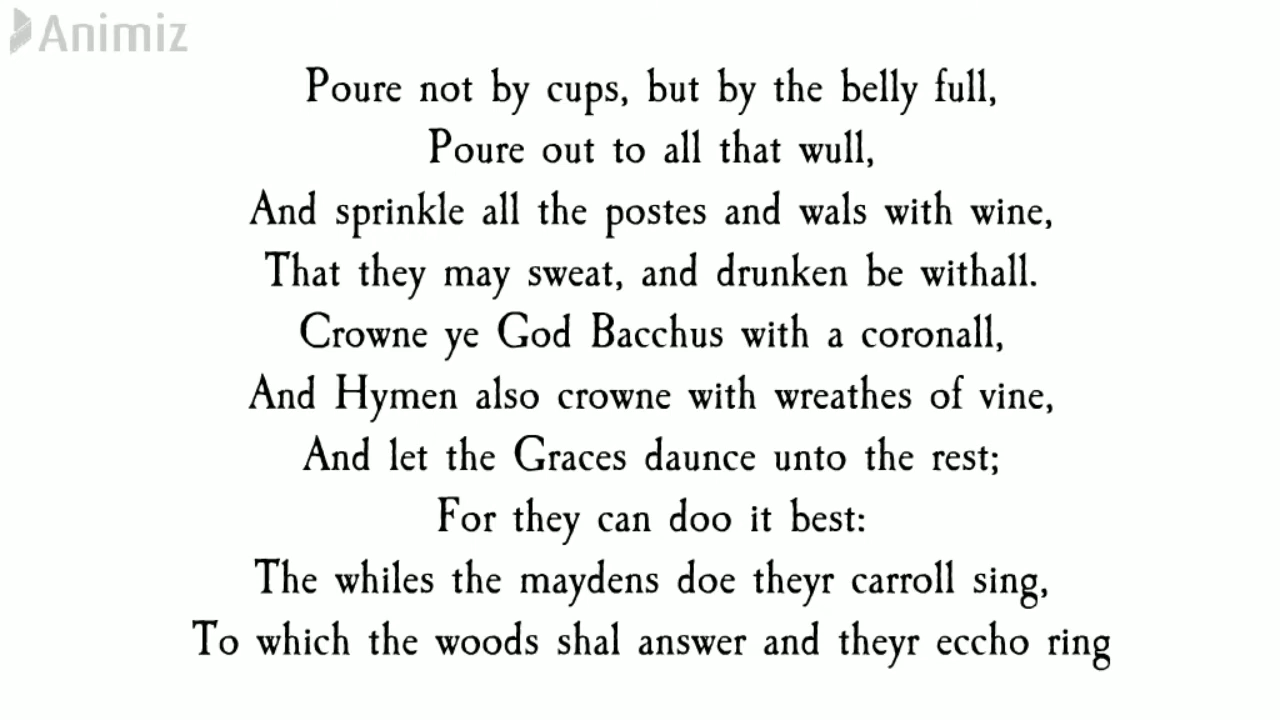 Animiz
Poure not by cups, but by the belly full,
Poure out to all that wull,
And sprinkle all the postes and wals with wine,
That they may sweat, and drunken be withall.
Crowne ye God Bacchus with a coronall,
And Hymen also crowne with wreathes of vine,
And let the Graces daunce unto the rest;
For they can doo it best:
The whiles the maydens doe theyr carroll sing,
To which the woods shal answer and theyr eccho ring